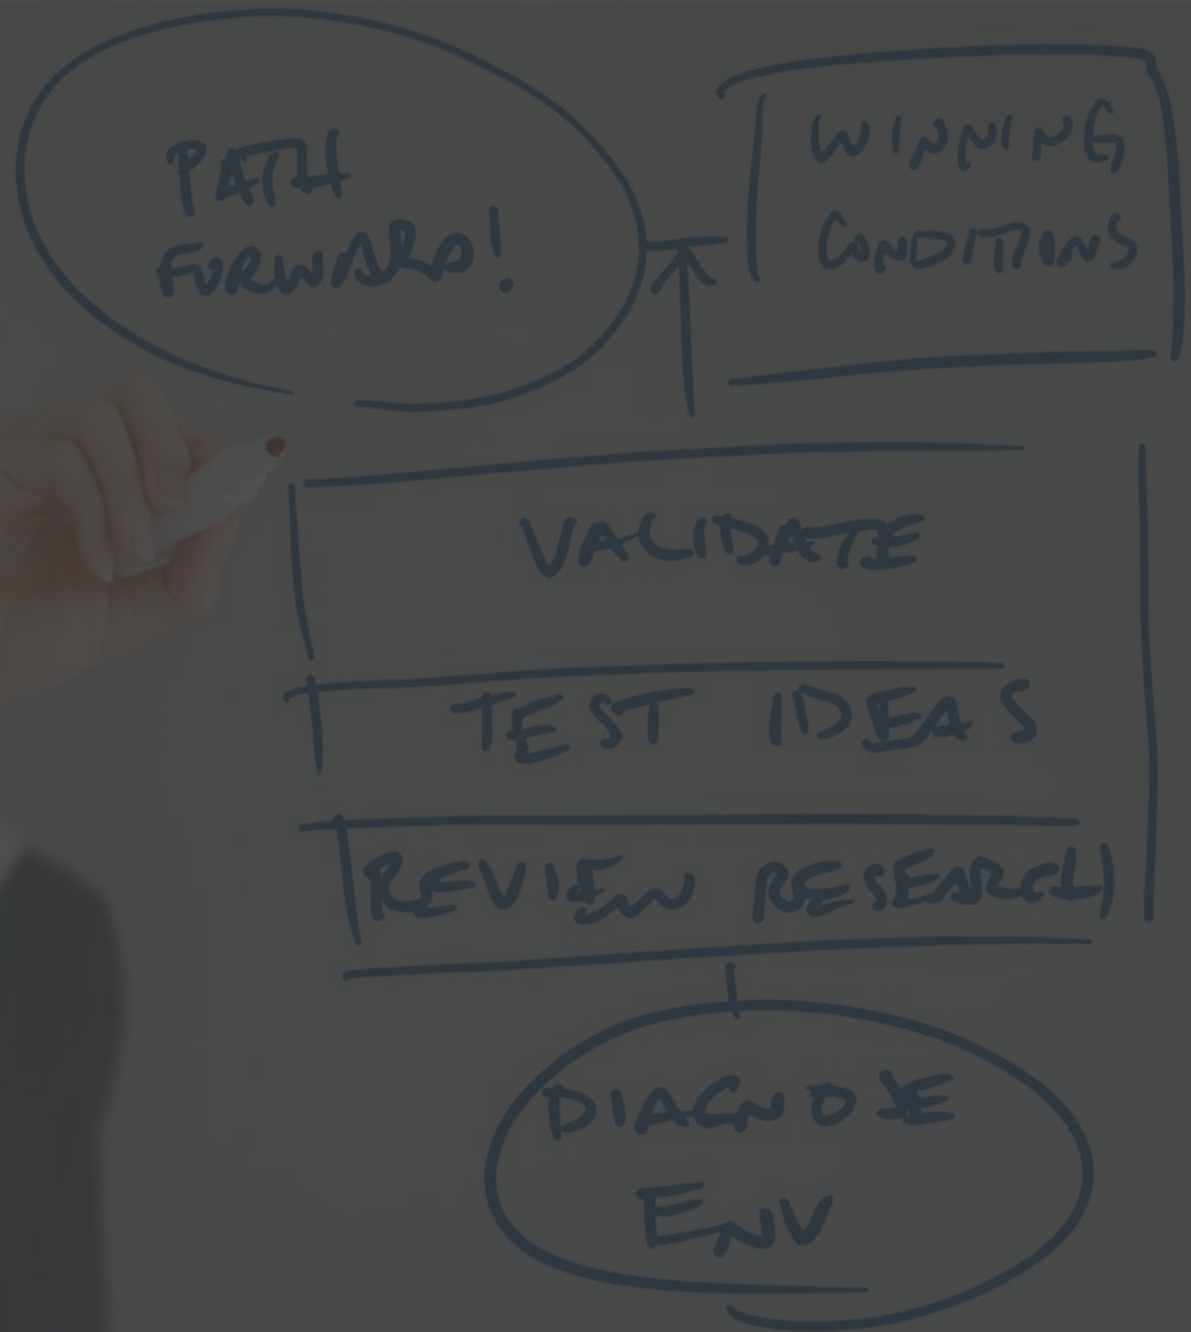 PATH
FORWARD!
WINNING
CONDITIONS
VALIDATE
TEST IDEAS
REVIEW RESEARCH
DIAGNOSE
ENV